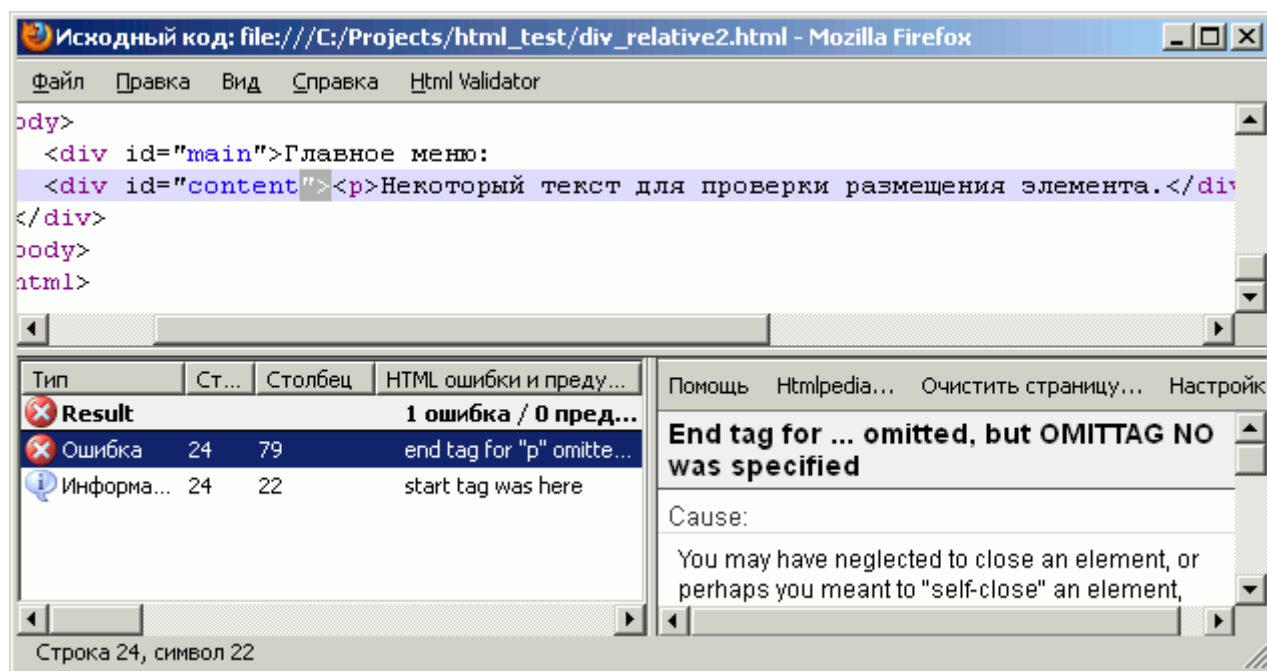 Исходный код: file:///C:/Projects/html_test/div_relative2.html - Mozilla Firefox
Файл Правка Вид Справка Html Validator
ody>
<div id="main">Главное меню:
<div id="content"><p>Некоторый текст для проверки размещения элемента.</div
</div>
body>
html>
Тип Ст... Столбец HTML ошибки и преду...
Result 1 ошибка / 0 пред...
Ошибка 24 79 end tag for "p" omitte...
Информа... 24 22 start tag was here
Помощь Htmlpedia... Очистить страницу... Настройк
End tag for ... omitted, but OMITTAG NO
was specified
Cause:
You may have neglected to close an element, or
perhaps you meant to "self-close" an element,
Строка 24, символ 22